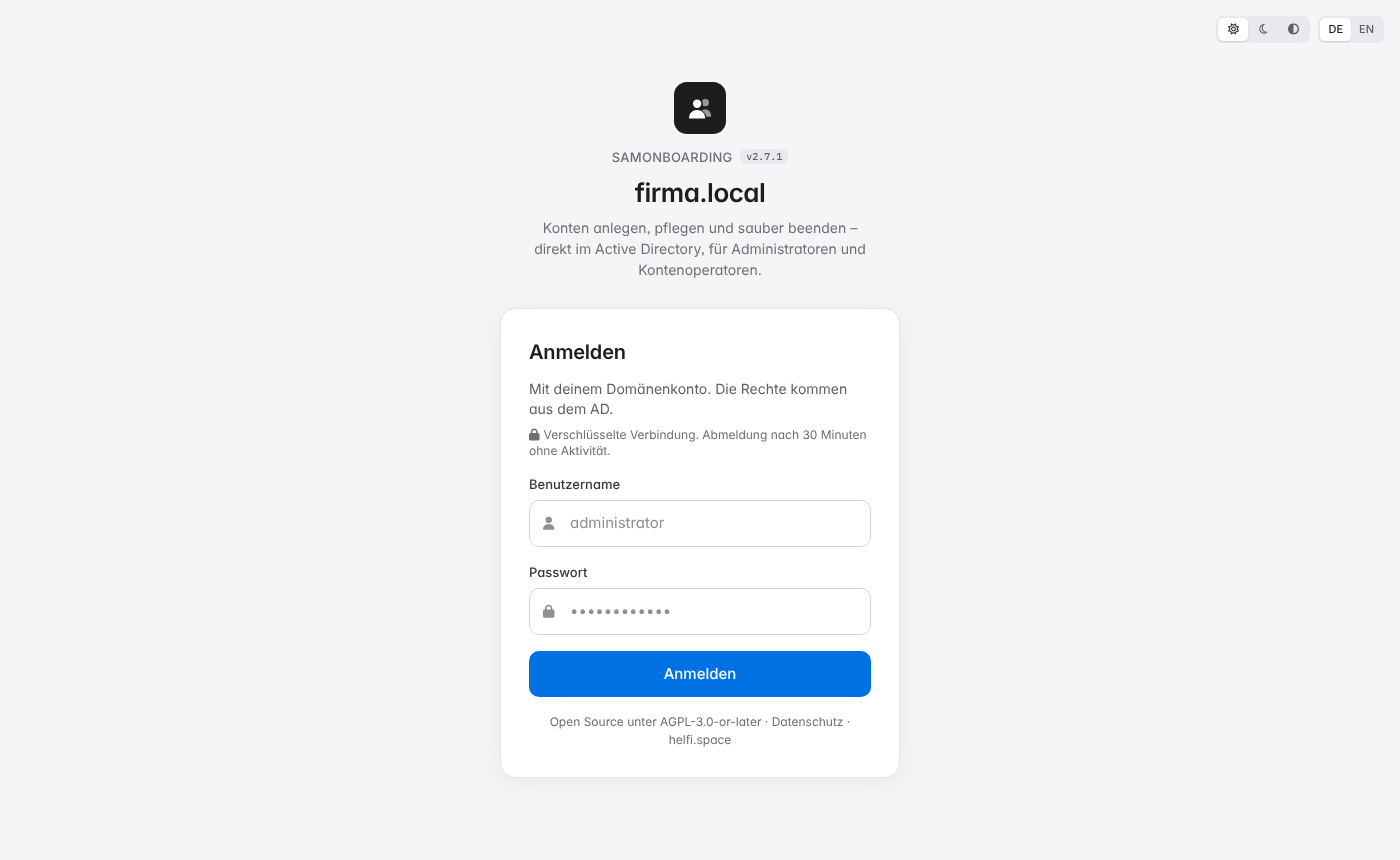 DE EN
SAMONBOARDING v2.7.1
firma.local
Konten anlegen, pflegen und sauber beenden –
direkt im Active Directory, für Administratoren und
Kontenoperatoren.
Anmelden
Mit deinem Domänenkonto. Die Rechte kommen
aus dem AD.
Verschlüsselte Verbindung. Abmeldung nach 30 Minuten
ohne Aktivität.
Benutzername
administrator
Passwort
••••••••••••
Anmelden
Open Source unter AGPL-3.0-or-later · Datenschutz ·
helfi.space